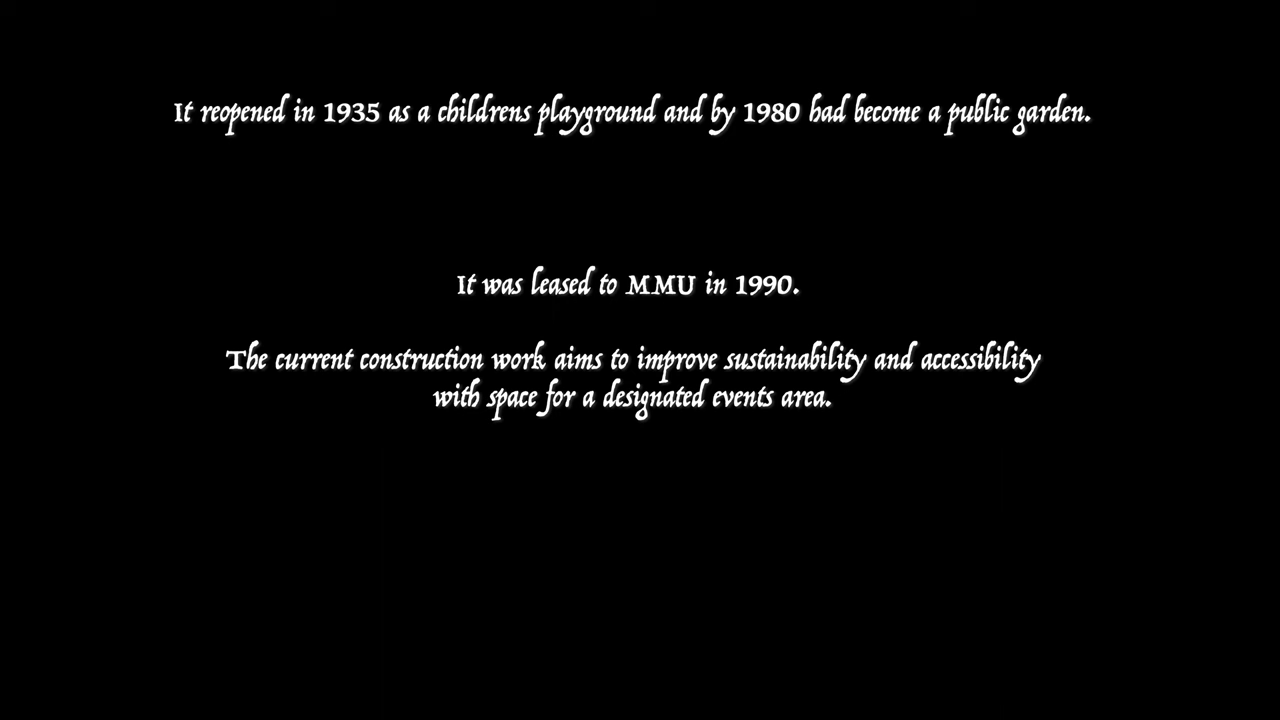 It reopened in 1935 as a childrens playground and by 1980 had become a public garden.
It was leased to MMU in 1990.
The current construction work aims to improve sustainability and accessibility
with space for a designated events area.